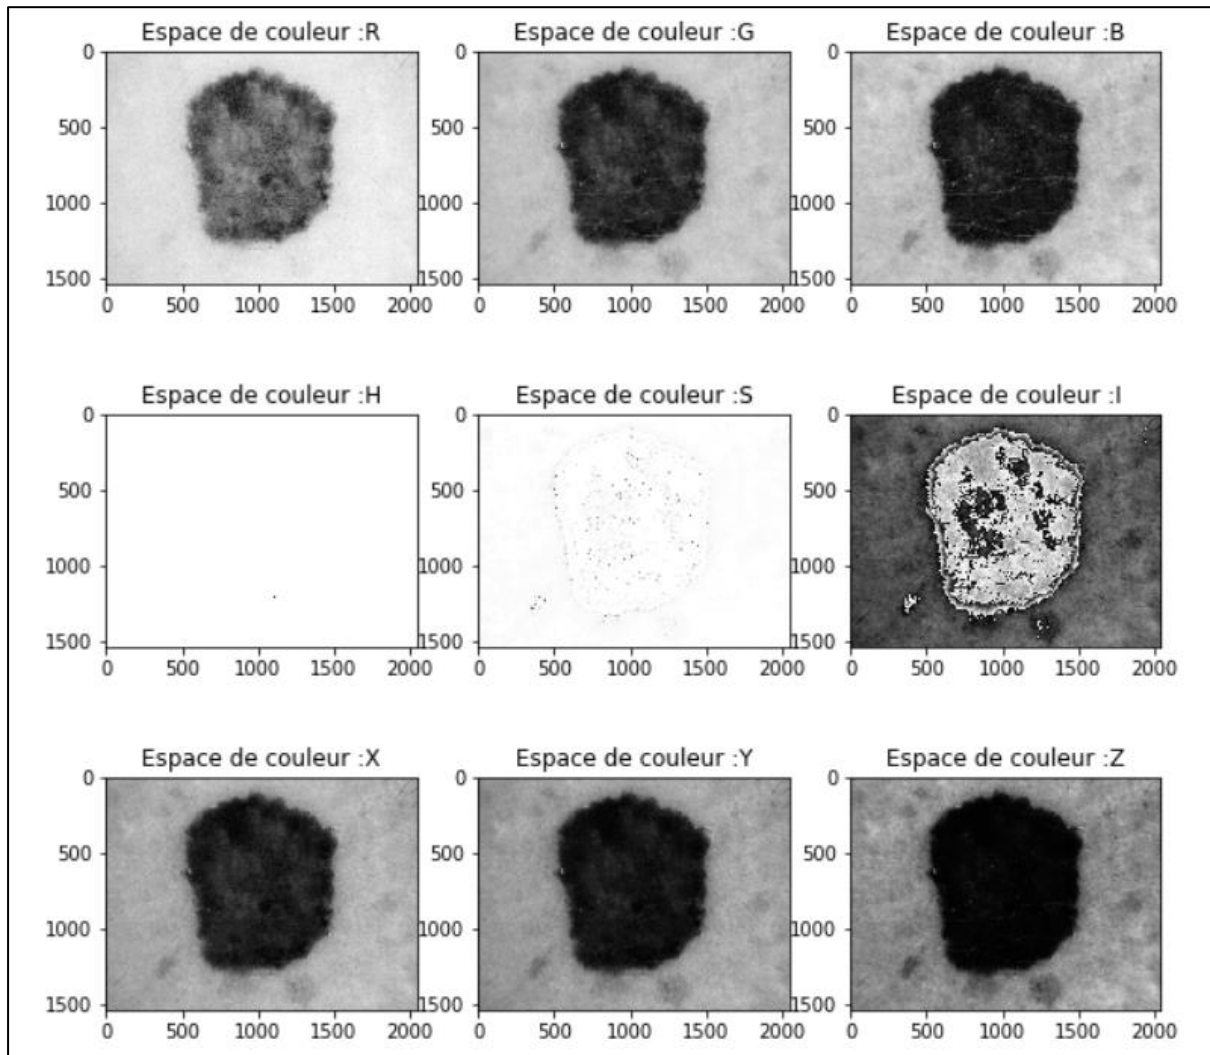 Espace de couleur :R
Espace de couleur :G
Espace de couleur :B
0
500
1000
1500
0 500 1000 1500 2000
0
500
1000
1500
0 500 1000 1500 2000
0
500
1000
1500
0 500 1000 1500 2000
Espace de couleur :H
Espace de couleur :S
Espace de couleur :I
0
500
1000
1500
0 500 1000 1500 2000
0
500
1000
1500
0 500 1000 1500 2000
0
500
1000
1500
0 500 1000 1500 2000
Espace de couleur :X
Espace de couleur :Y
Espace de couleur :Z
0
500
1000
1500
0 500 1000 1500 2000
0
500
1000
1500
0 500 1000 1500 2000
0
500
1000
1500
0 500 1000 1500 2000